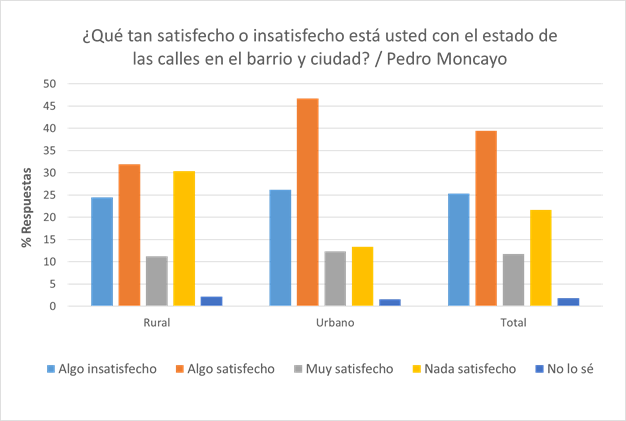 ¿Qué tan satisfecho o insatisfecho está usted con el estado de
las calles en el barrio y ciudad? / Pedro Moncayo
% Respuestas
50
45
40
35
30
25
20
15
10
5
0
Rural Urbano Total
Algo insatisfecho Algo satisfecho Muy satisfecho Nada satisfecho No lo sé